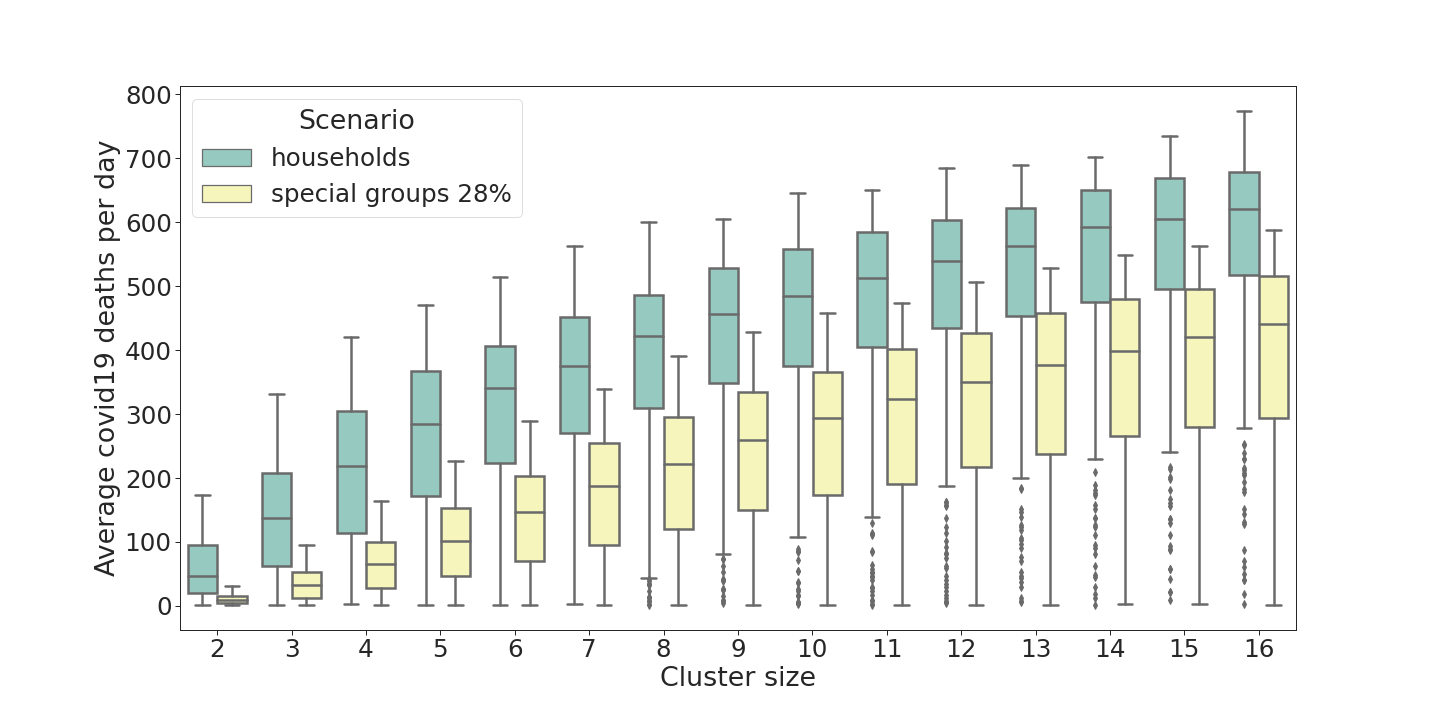 Scenario
households
special groups 28%
Average covid19 deaths per day
800
700
600
500
400
300
200
100
0
2 3 4 5 6 7 8 9 10 11 12 13 14 15 16
Cluster size